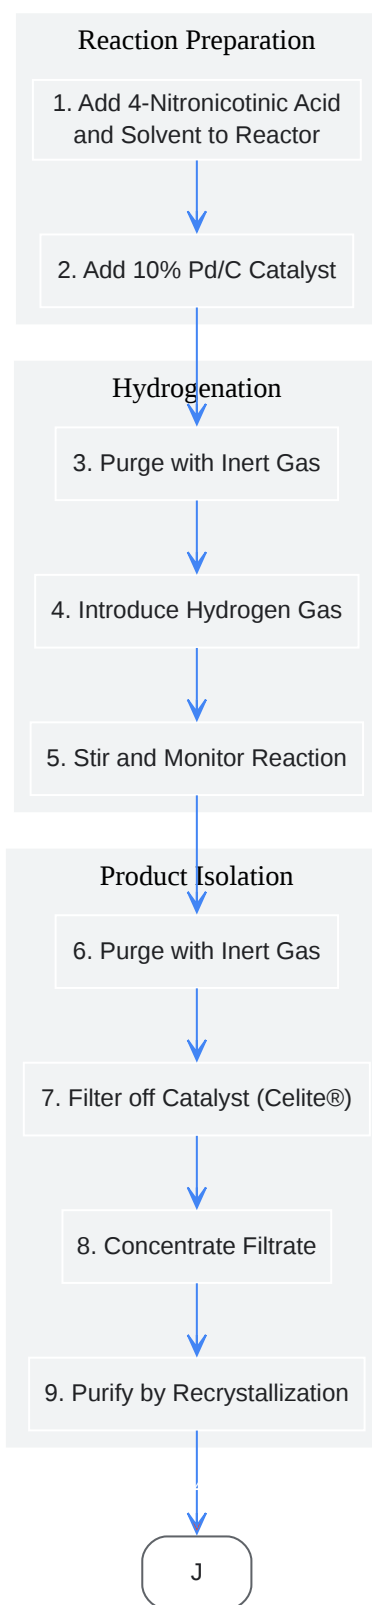 Reaction Preparation
1. Add 4-Nitronicotinic Acid
and Solvent to Reactor
2. Add 10% Pd/C Catalyst
Hydrogenation
3. Purge with Inert Gas
4. Introduce Hydrogen Gas
5. Stir and Monitor Reaction
Product Isolation
6. Purge with Inert Gas
7. Filter off Catalyst (Celite®)
8. Concentrate Filtrate
9. Purify by Recrystallization
J